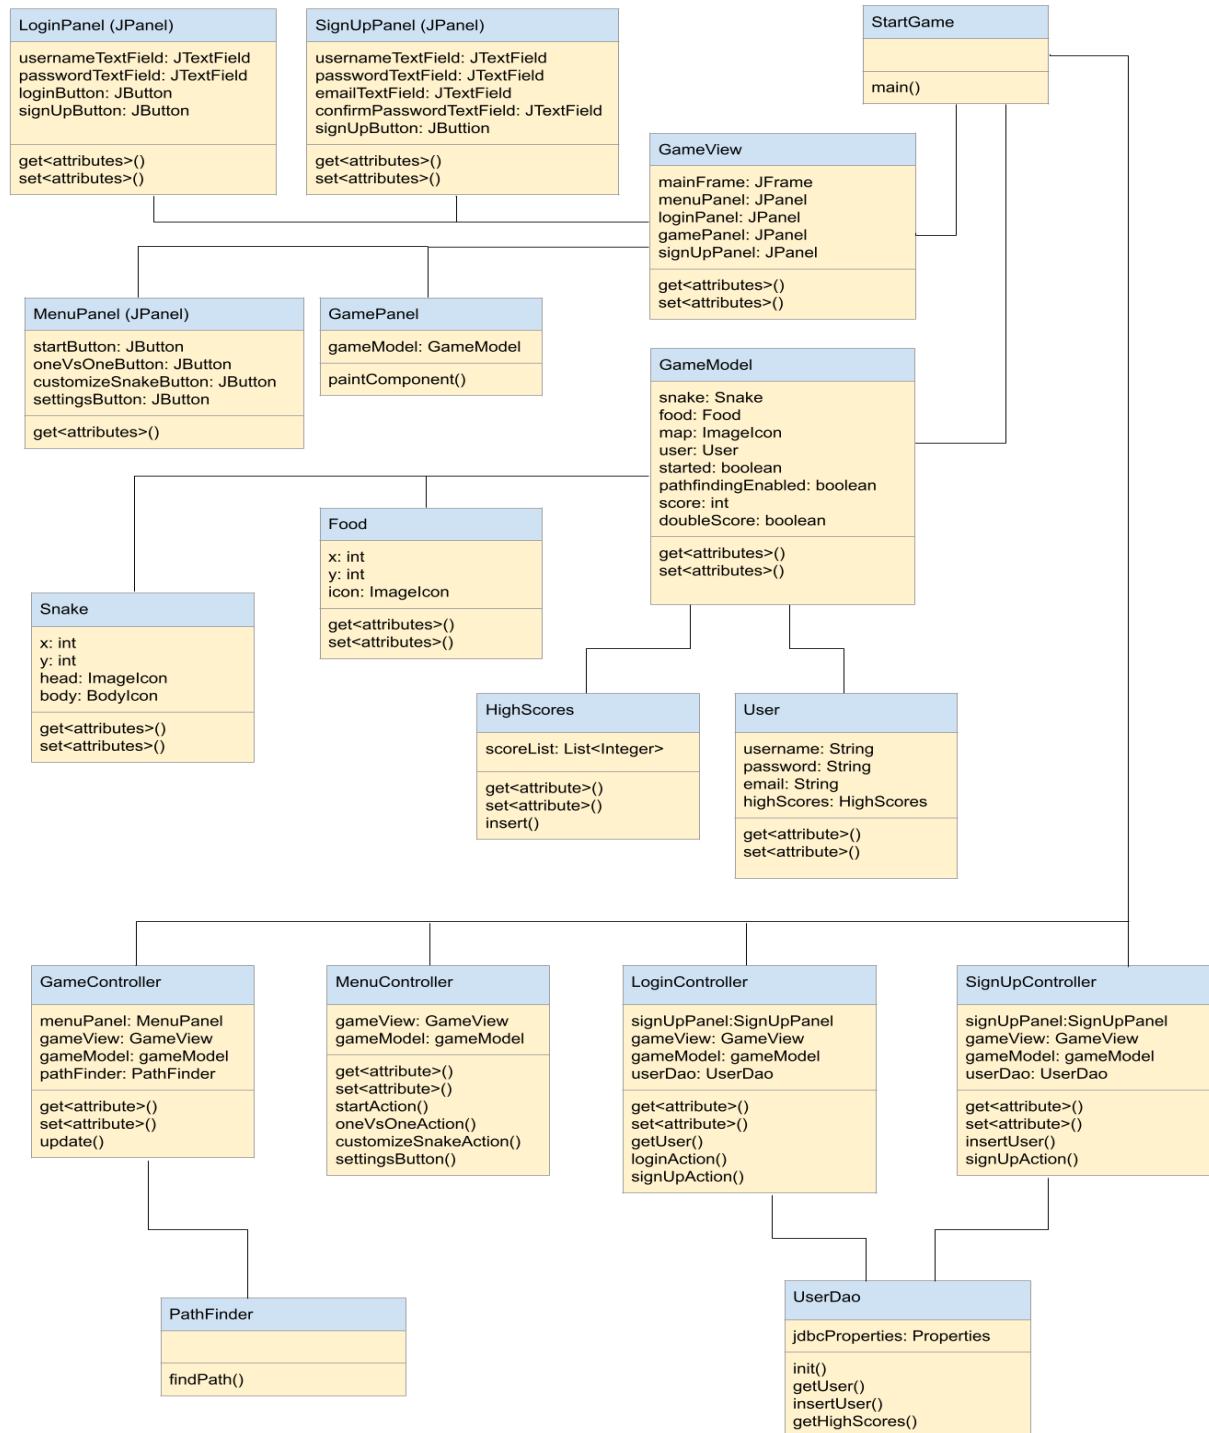 LoginPanel (JPanel)
usernameTextField: JTextField
passwordTextField: JTextField
loginButton: JButton
signUpButton: JButton
get<attributes>()
set<attributes>()
SignUpPanel (JPanel)
usernameTextField: JTextField
passwordTextField: JTextField
emailTextField: JTextField
confirmPasswordTextField: JTextField
signUpButton: JButtion
get<attributes>()
set<attributes>()
StartGame
main()
GameView
mainFrame: JFrame
menuPanel: JPanel
loginPanel: JPanel
gamePanel: JPanel
signUpPanel: JPanel
get<attributes>()
set<attributes>()
MenuPanel (JPanel)
startButton: JButton
oneVsOneButton: JButton
customizeSnakeButton: JButton
settingsButton: JButton
get<attributes>()
GamePanel
gameModel: GameModel
paintComponent()
GameModel
snake: Snake
food: Food
map: ImageIcon
user: User
started: boolean
pathfindingEnabled: boolean
score: int
doubleScore: boolean
get<attributes>()
set<attributes>()
Food
x: int
y: int
icon: ImageIcon
get<attributes>()
set<attributes>()
Snake
x: int
y: int
head: ImageIcon
body: BodyIcon
get<attributes>()
set<attributes>()
HighScores
scoreList: List<Integer>
get<attribute>()
set<attribute>()
insert()
User
username: String
password: String
email: String
highScores: HighScores
get<attribute>()
set<attribute>()
GameController
menuPanel: MenuPanel
gameView: GameView
gameModel: gameModel
pathFinder: PathFinder
get<attribute>()
set<attribute>()
update()
MenuController
gameView: GameView
gameModel: gameModel
get<attribute>()
set<attribute>()
startAction()
oneVsOneAction()
customizeSnakeAction()
settingsButton()
LoginController
signUpPanel:SignUpPanel
gameView: GameView
gameModel: gameModel
userDao: UserDao
get<attribute>()
set<attribute>()
getUser()
loginAction()
signUpAction()
SignUpController
signUpPanel:SignUpPanel
gameView: GameView
gameModel: gameModel
userDao: UserDao
get<attribute>()
set<attribute>()
insertUser()
signUpAction()
PathFinder
findPath()
UserDao
jdbcProperties: Properties
init()
getUser()
insertUser()
getHighScores()